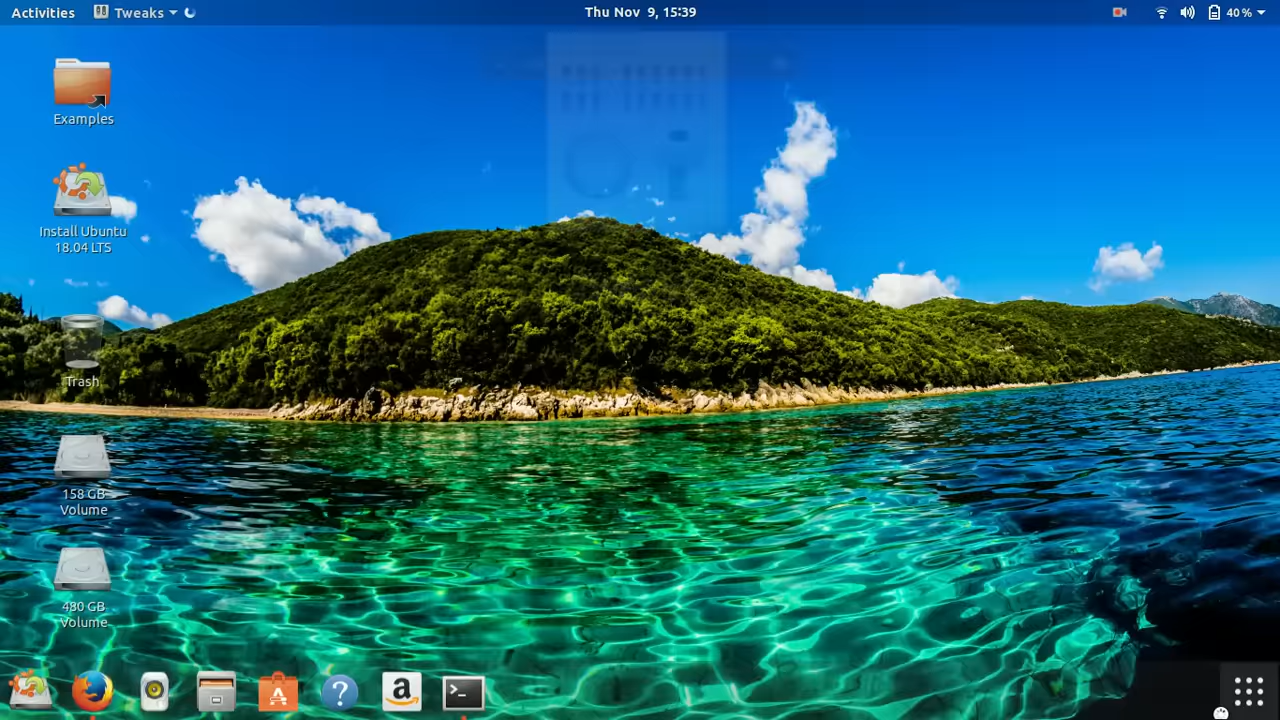 Activities
Tweaks
Thu Nov 9, 15:39
40 %
Examples
Install Ubuntu
18.04 LTS
Trash
158 GB
Volume
480 GB
Volume